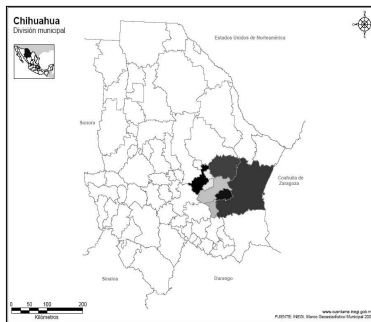 Chihuahua
División municipal
Estados Unidos de Norteamérica
Sonora
Coahuila de
Zaragoza
Sinaloa
Durango
0 50 100 200
Kilómetros
www.cuentame.inegi.gob.m
FUENTE: INEGI. Marco Geoestadístico Municipal 200